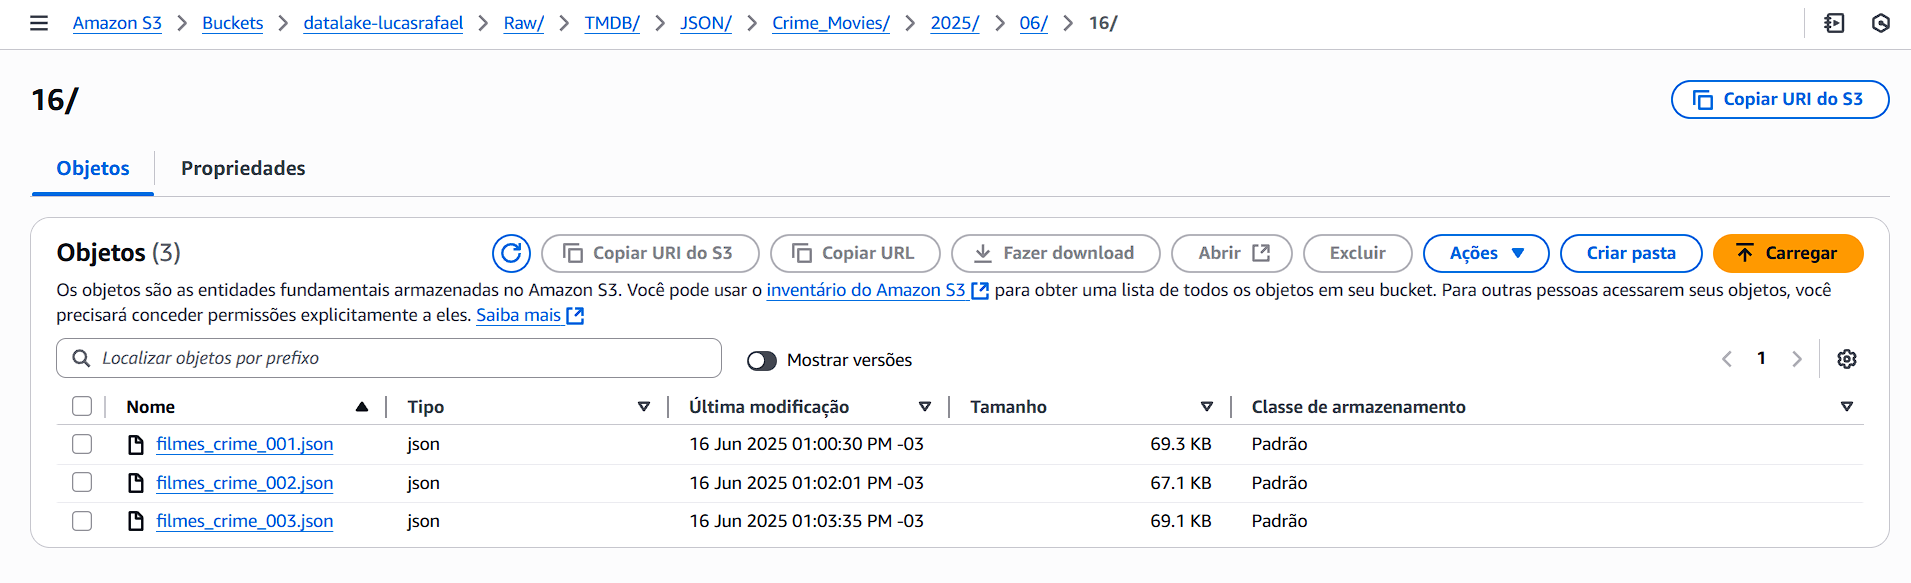 Amazon S3 > Buckets > datalake-lucasrafael > Raw/ > TMDB/ > JSON/ > Crime_Movies/ > 2025/ > 06/ > 16/
16/
Copiar URI do S3
Objetos Propriedades
Objetos (3) Copiar URI do S3 Copiar URL Fazer download Abrir Excluir Ações Criar pasta Carregar
Os objetos são as entidades fundamentais armazenadas no Amazon S3. Você pode usar o inventário do Amazon S3 para obter uma lista de todos os objetos em seu bucket. Para outras pessoas acessarem seus objetos, você
precisará conceder permissões explicitamente a eles. Saiba mais
Localizar objetos por prefixo Mostrar versões 1
Nome Tipo Última modificação Tamanho Classe de armazenamento
filmes_crime_001.json json 16 Jun 2025 01:00:30 PM -03 69.3 KB Padrão
filmes_crime_002.json json 16 Jun 2025 01:02:01 PM -03 67.1 KB Padrão
filmes_crime_003.json json 16 Jun 2025 01:03:35 PM -03 69.1 KB Padrão